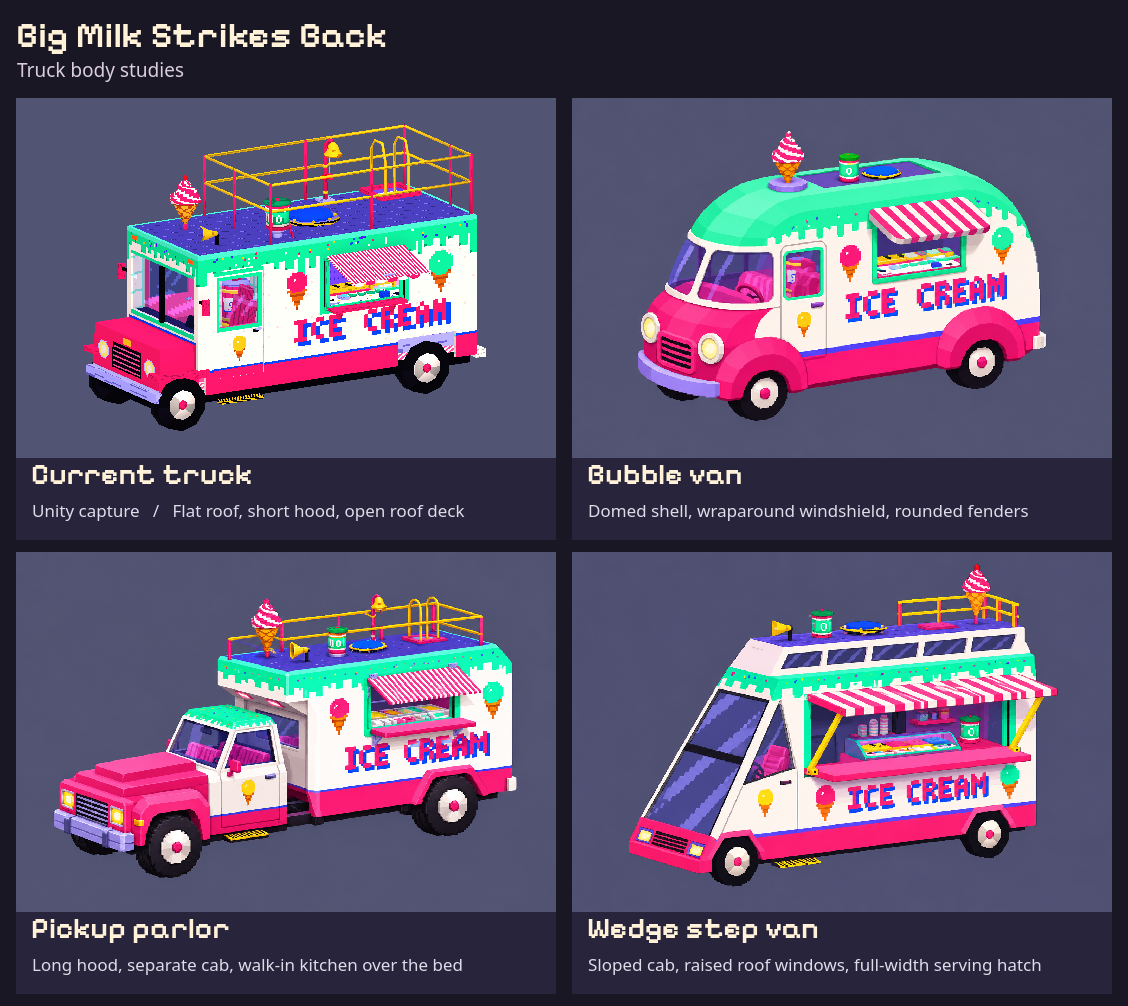 Big Milk Strikes Back
Truck body studies
ICE CREAM
ICE CREAM
Current truck
Unity capture / Flat roof, short hood, open roof deck
Bubble van
Domed shell, wraparound windshield, rounded fenders
ICE CREAM
ICE CREAM
Pickup parlor
Long hood, separate cab, walk-in kitchen over the bed
Wedge step van
Sloped cab, raised roof windows, full-width serving hatch